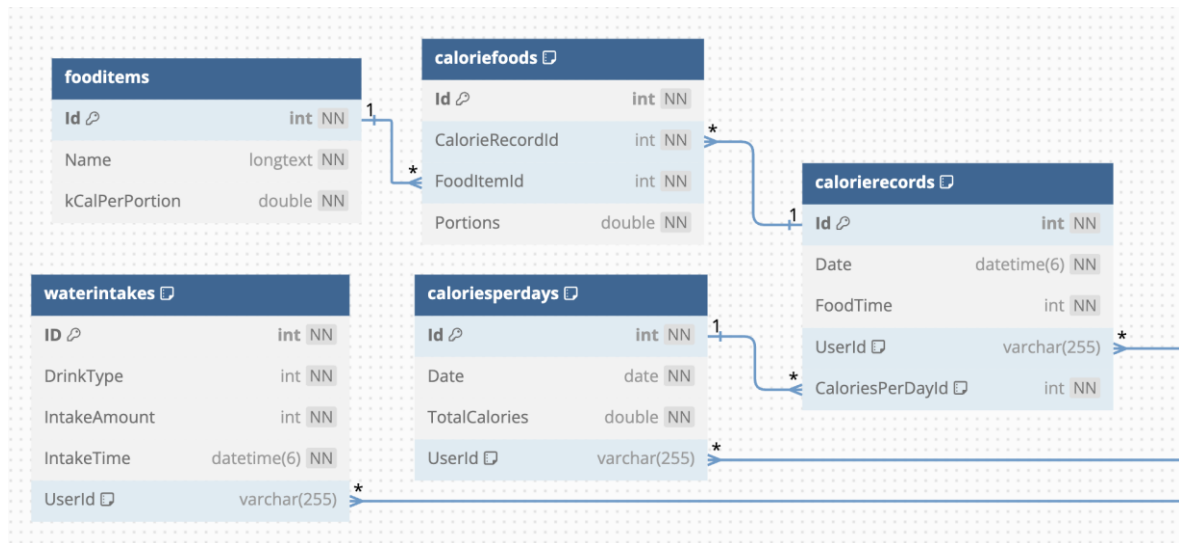 fooditems
Id int NN
Name longtext NN
kCalPerPortion double NN
1
*
caloriefoods
Id int NN
CalorieRecordId int NN
FoodItemId int NN
Portions double NN
*
1
calorierecords
Id int NN
Date datetime(6) NN
FoodTime int NN
UserId varchar(255)
CaloriesPerDayId int NN
*
waterintakes
ID int NN
DrinkType int NN
IntakeAmount int NN
IntakeTime datetime(6) NN
UserId varchar(255)
*
caloriesperdays
Id int NN
Date date NN
TotalCalories double NN
UserId varchar(255)
1
*
*